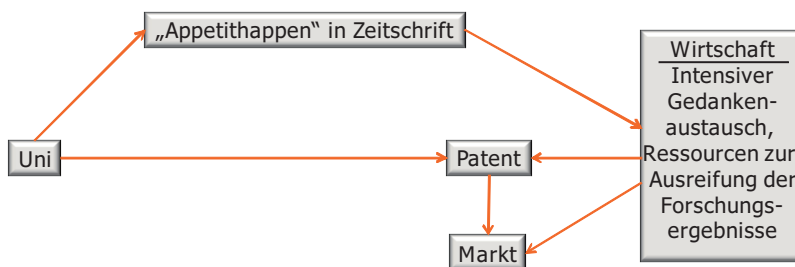 „Appetithappen“ in Zeitschrift
Wirtschaft
Intensiver
Gedanken-
austausch,
Ressourcen zur
Ausreifung der
Forschungs-
ergebnisse
Uni
Patent
Markt